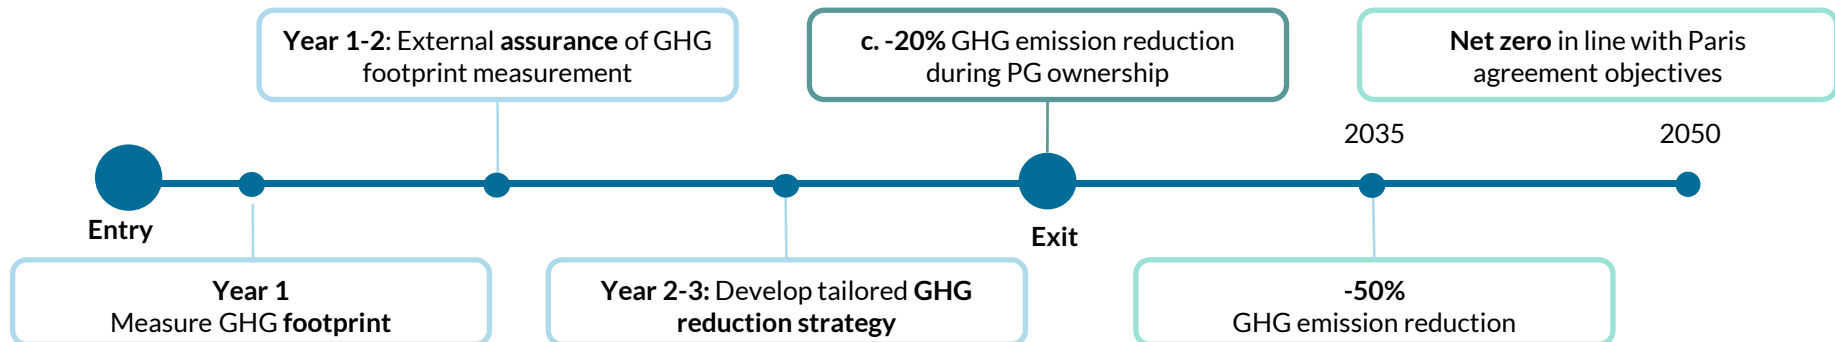 Year 1-2: External assurance of GHG
footprint measurement
c. -20% GHG emission reduction
during PG ownership
Net zero in line with Paris
agreement objectives
2035
2050
Entry
Exit
Year 1
Measure GHG footprint
Year 2-3: Develop tailored GHG
reduction strategy
-50%
GHG emission reduction